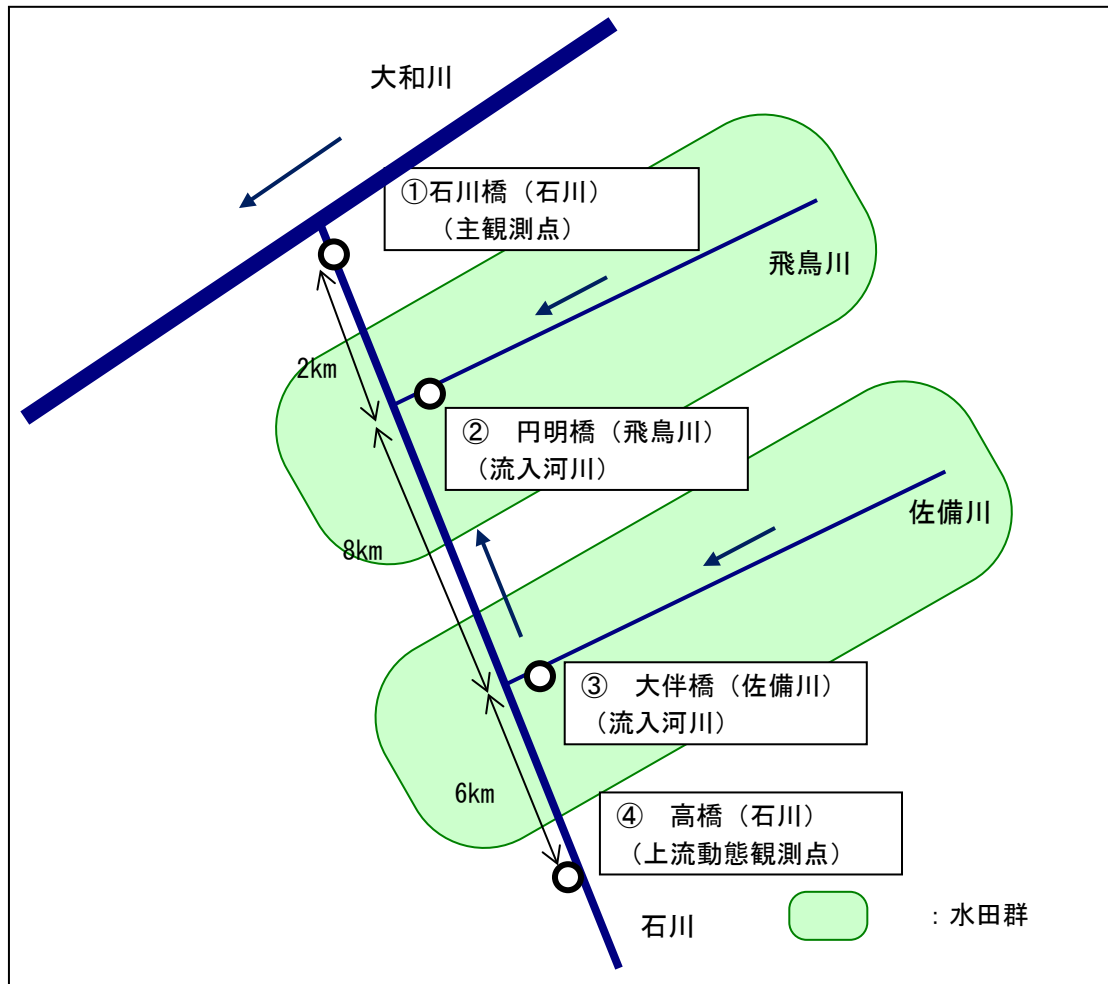 大和川
①石川橋（石川）
（主観測点）
飛鳥川
2km
② 円明橋（飛鳥川）
（流入河川）
佐備川
8km
③ 大伴橋（佐備川）
（流入河川）
6km
④ 高橋（石川）
（上流動態観測点）
石川
：水田群